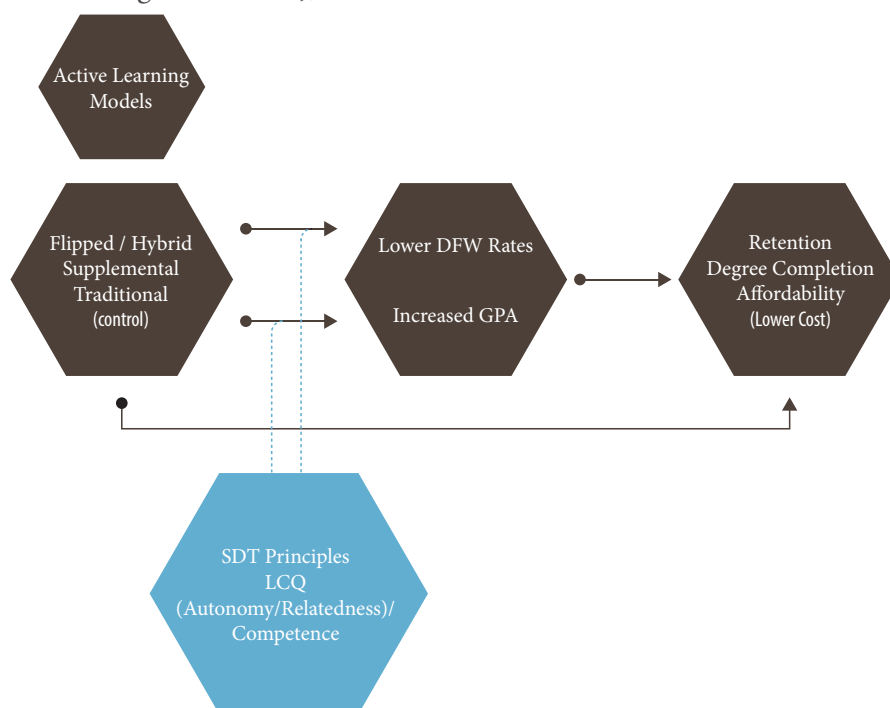 Active Learning
Models
Flipped / Hybrid
Supplemental
Traditional
(control)
Lower DFW Rates
Increased GPA
Retention
Degree Completion
Affordability
(Lower Cost)
SDT Principles
LCQ
(Autonomy/Relatedness)/
Competence